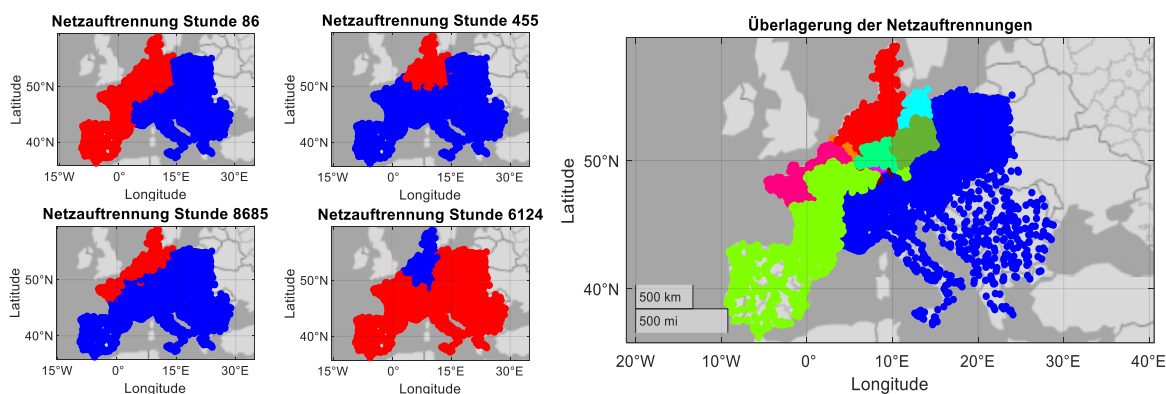 Netzauftrennung Stunde 86
Latitude
50°N
40°N
15°W 0° 15°E 30°E
Longitude
Netzauftrennung Stunde 455
Latitude
50°N
40°N
15°W 0° 15°E 30°E
Longitude
Netzauftrennung Stunde 8685
Latitude
50°N
40°N
15°W 0° 15°E 30°E
Longitude
Netzauftrennung Stunde 6124
Latitude
50°N
40°N
15°W 0° 15°E 30°E
Longitude
Überlagerung der Netzauftrennungen
Latitude
50°N
40°N
500 km
500 mi
20°W 10°W 0° 10°E 20°E 30°E 40°E
Longitude